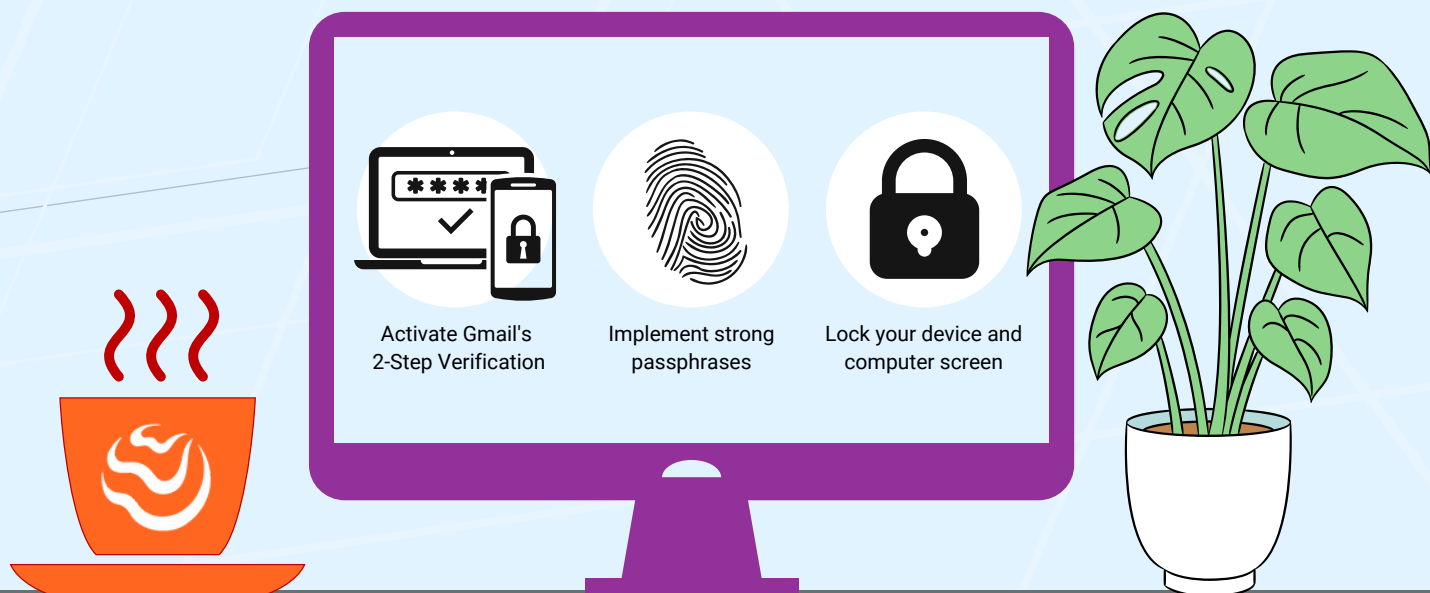 ****
Activate Gmail's
2-Step Verification
Implement strong
passphrases
Lock your device and
computer screen